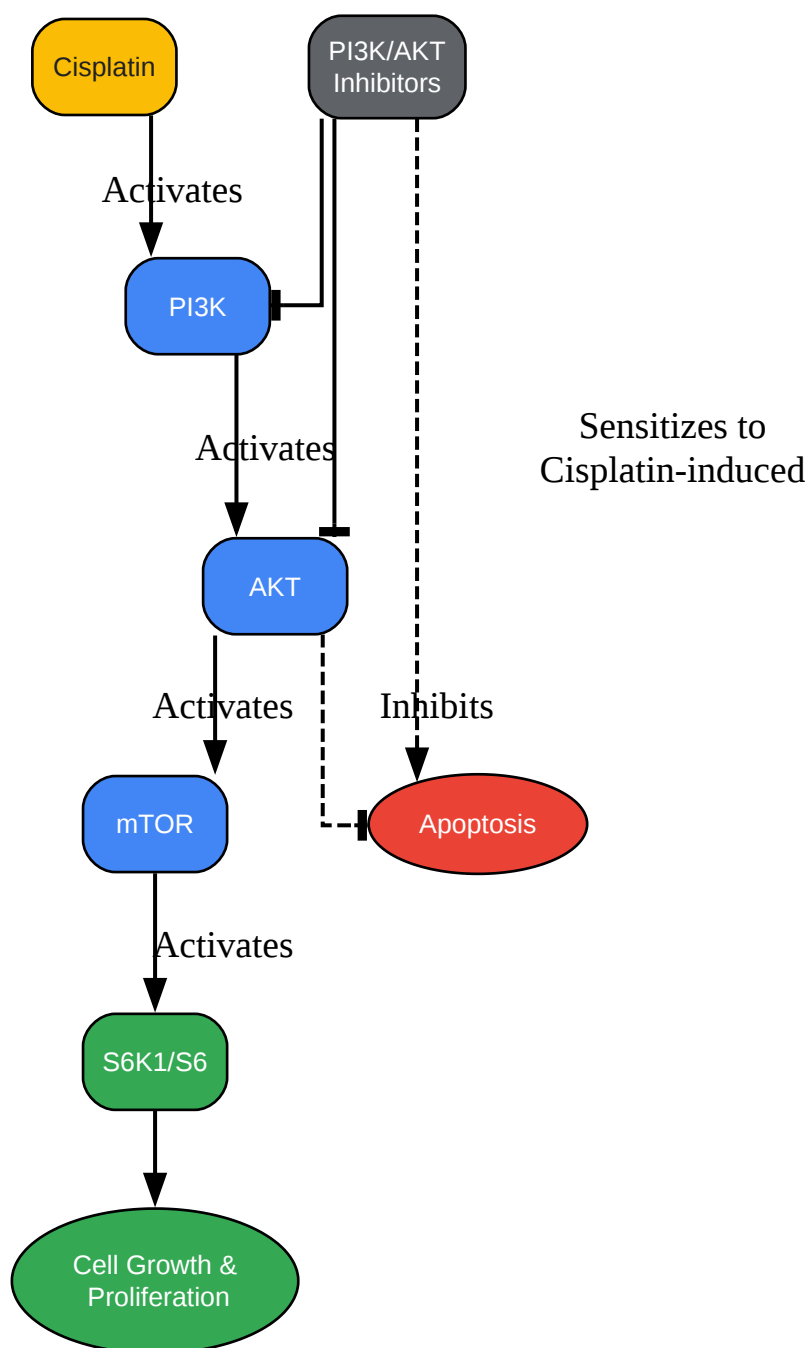 Cisplatin
PI3K/AKT
Inhibitors
Activates
PI3K
Activates
Sensitizes to
Cisplatin-induced
AKT
Activates
Inhibits
mTOR
Apoptosis
Activates
S6K1/S6
Cell Growth &
Proliferation